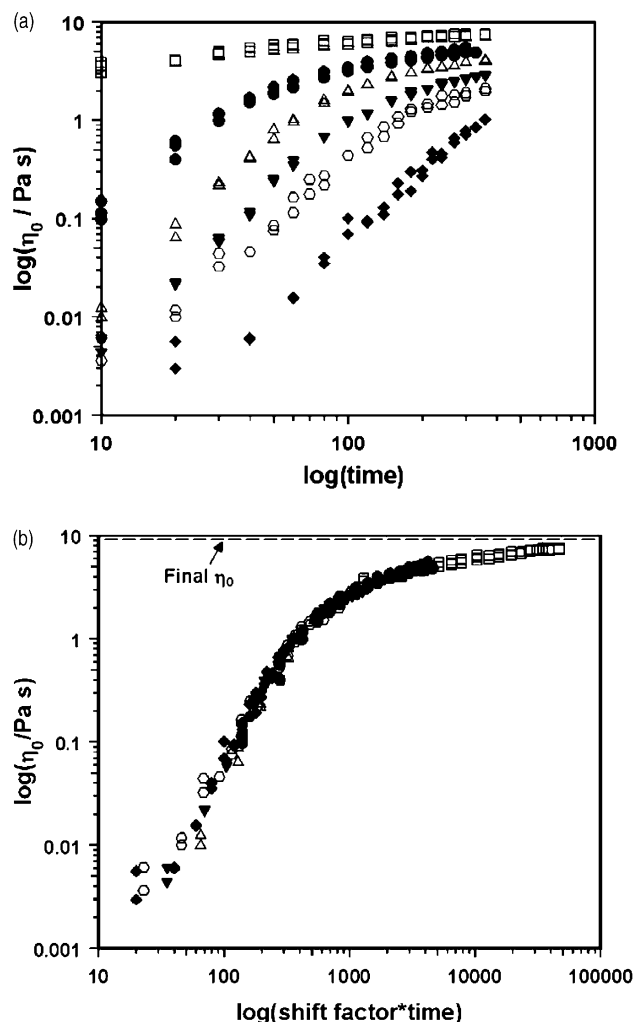 (a)
10
1
0.1
0.01
0.001
log(η0 / Pa s)
10
100
1000
log(time)
(b)
10
1
0.1
0.01
0.001
log(η0/Pa s)
Final η0
10
100
1000
10000
100000
log(shift factor*time)